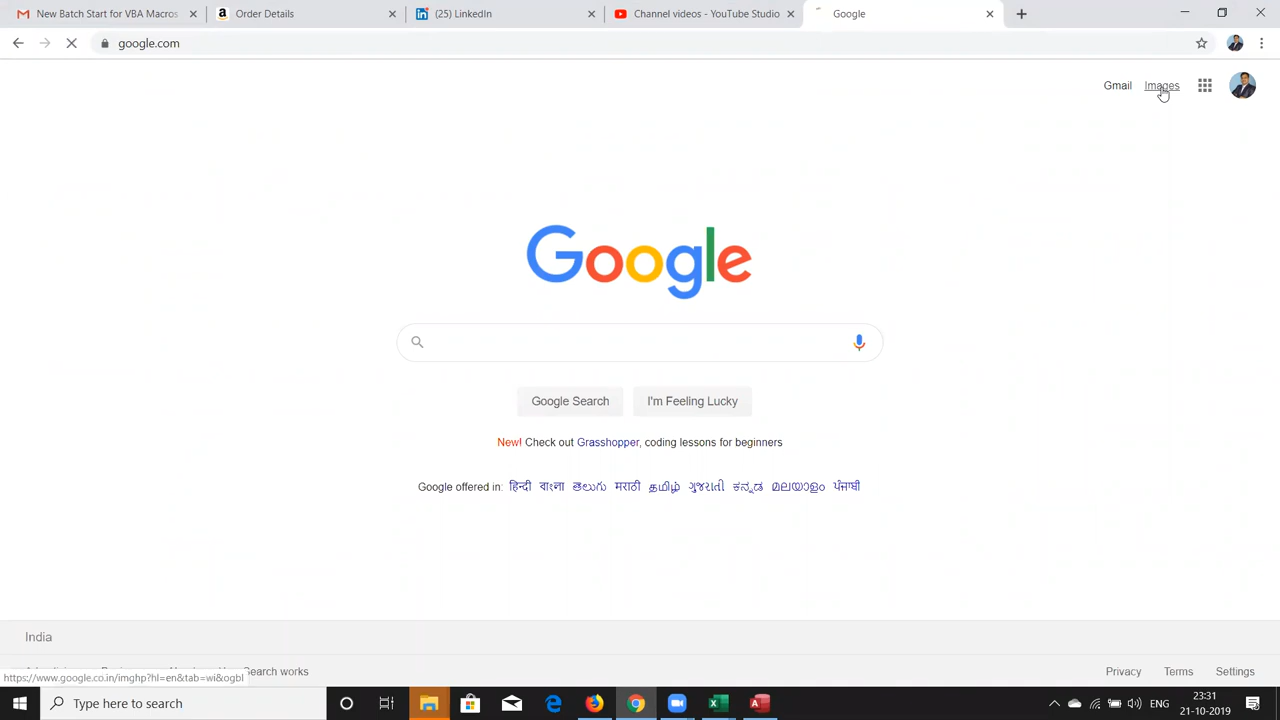 New Batch Start for VBA Macros
Order Details
(25) LinkedIn
Channel videos - YouTube Studio
Google
google.com
Gmail
Images
Google
Google Search
I'm Feeling Lucky
New! Check out Grasshopper, coding lessons for beginners
Google offered in: हिन्दी বাংলা తెలుగు मराठी தமிழ் ગુજરાતી ಕನ್ನಡ മലയാളം ਪੰਜਾਬੀ
India
Search works
Privacy
Terms
Settings
https://www.google.co.in/imghp?hl=en&tab=wi&ogbl
Type here to search
ENG
23:31
21-10-2019